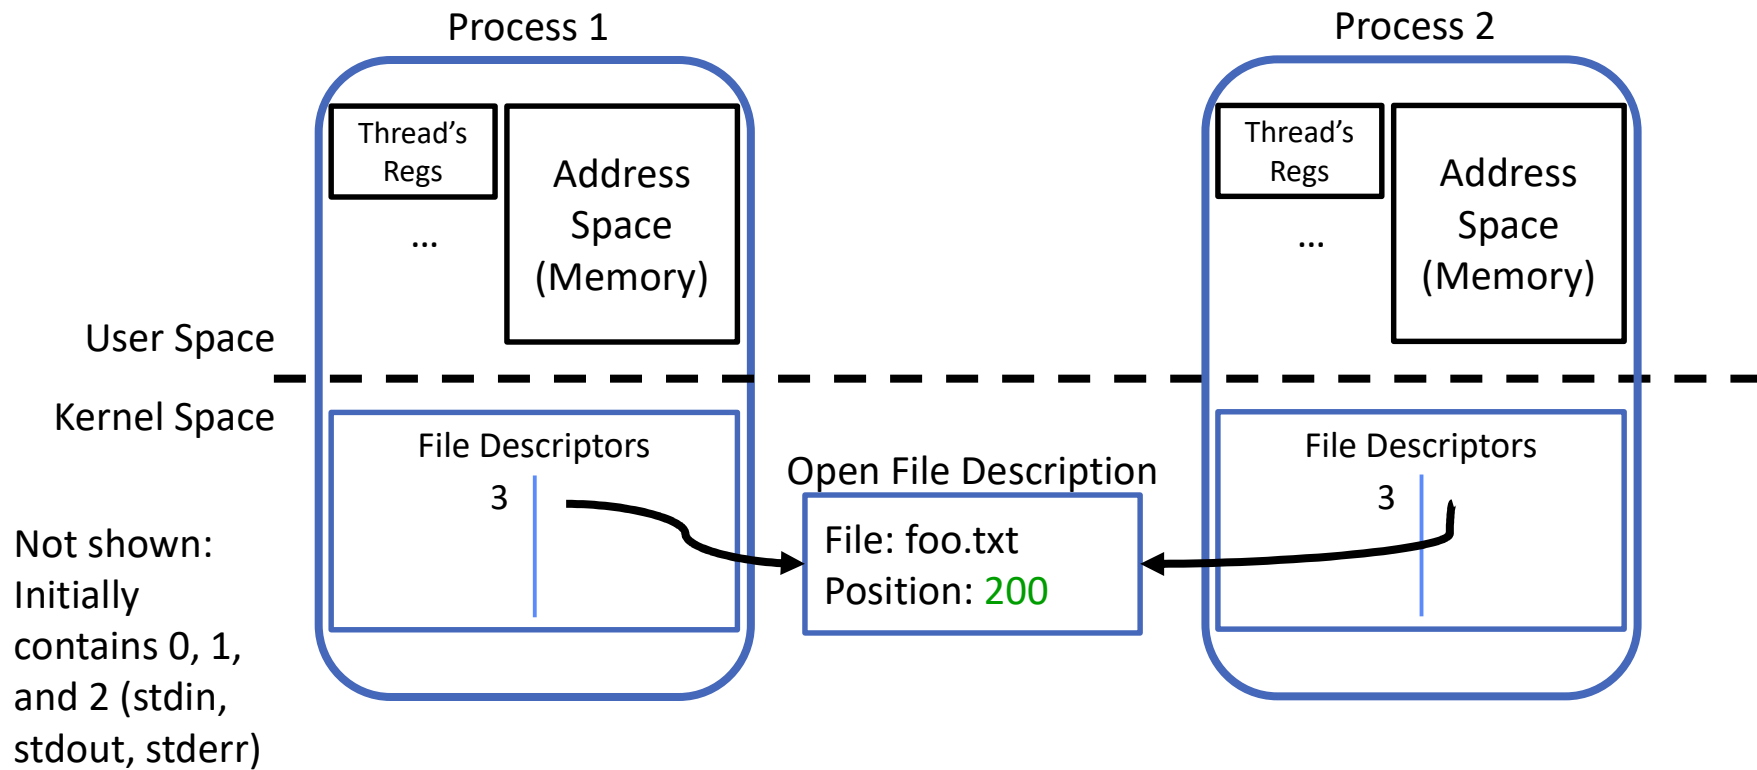 Process 1
Process 2
Thread’s
Regs
...
Address
Space
(Memory)
Thread’s
Regs
...
Address
Space
(Memory)
User Space
Kernel Space
File Descriptors
3
Open File Description
File: foo.txt
Position: 200
File Descriptors
3
Not shown:
Initially
contains 0, 1,
and 2 (stdin,
stdout, stderr)